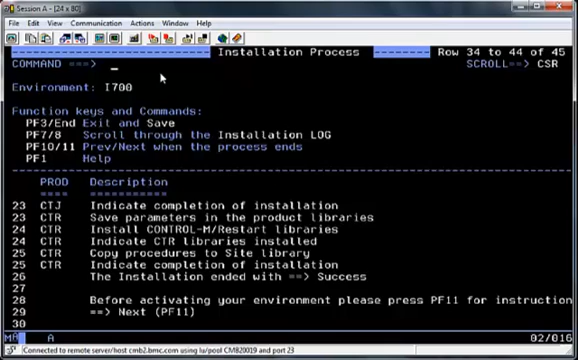 Session A - [24 x 80]
File Edit View Communication Actions Window Help
Installation Process Row 34 to 44 of 45
COMMAND ===> _ SCROLL==> CSR
Environment: I700
Function keys and Commands:
PF3/End Exit and Save
PF7/8 Scroll through the Installation LOG
PF10/11 Prev/Next when the process ends
PF1 Help
PROD Description
==== ===========
23 CTJ Indicate completion of installation
23 CTR Save parameters in the product libraries
24 CTR Install CONTROL-M/Restart libraries
24 CTR Indicate CTR libraries installed
25 CTR Copy procedures to Site library
25 CTR Indicate completion of installation
26 The Installation ended with ==> Success
27
28 Before activating your environment please press PF11 for instruction
29 ==> Next (PF11)
30
A 02/016
Connected to remote server/host cmb2.bmc.com using lu/pool CMB20019 and port 23